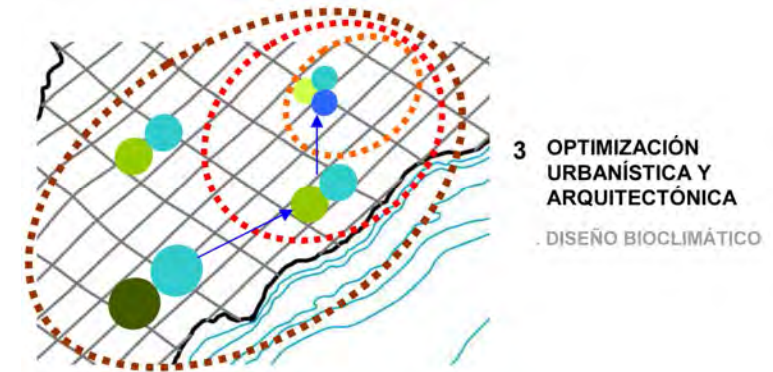 3 OPTIMIZACIÓN
URBANÍSTICA Y
ARQUITECTÓNICA
. DISEÑO BIOCLIMÁTICO